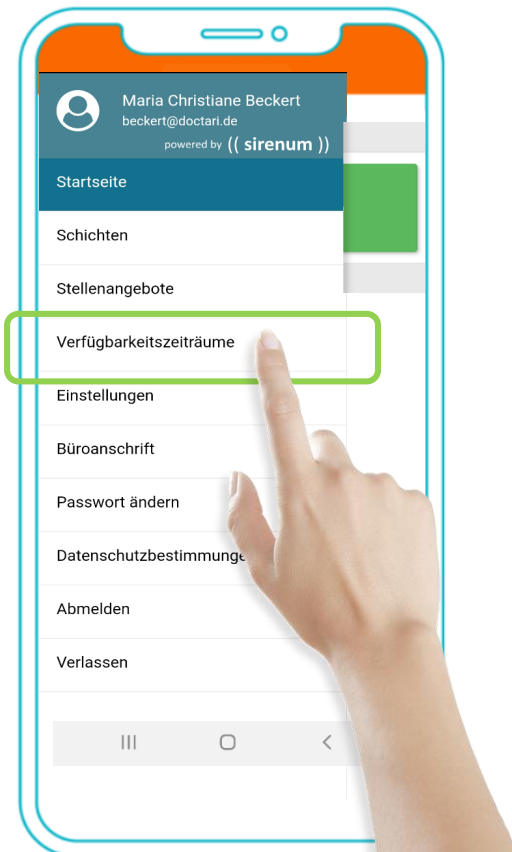 Maria Christiane Beckert
beckert@doctari.de
powered by (( sirenum ))
Startseite
Schichten
Stellenangebote
Verfügbarkeitszeiträume
Einstellungen
Büroanschrift
Passwort ändern
Datenschutzbestimmunge
Abmelden
Verlassen